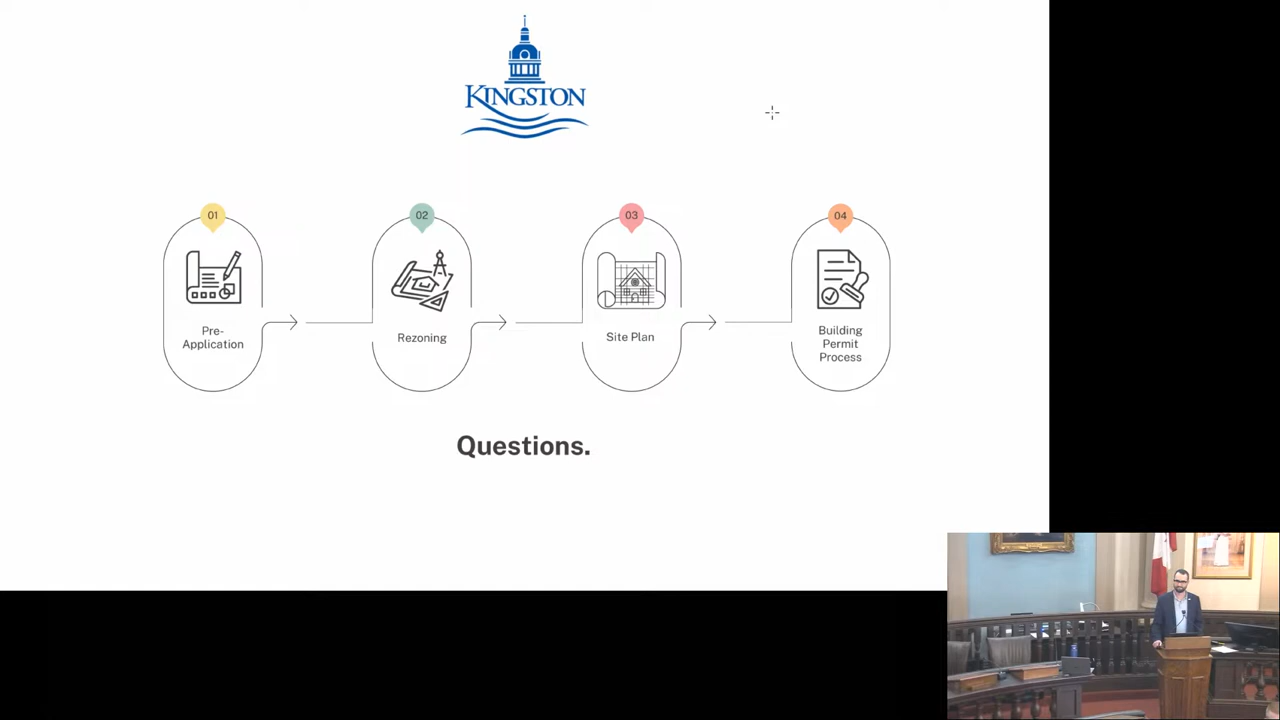 KINGSTON
01
02
03
04
Pre-
Application
Rezoning
Site Plan
Building
Permit
Process
Questions.